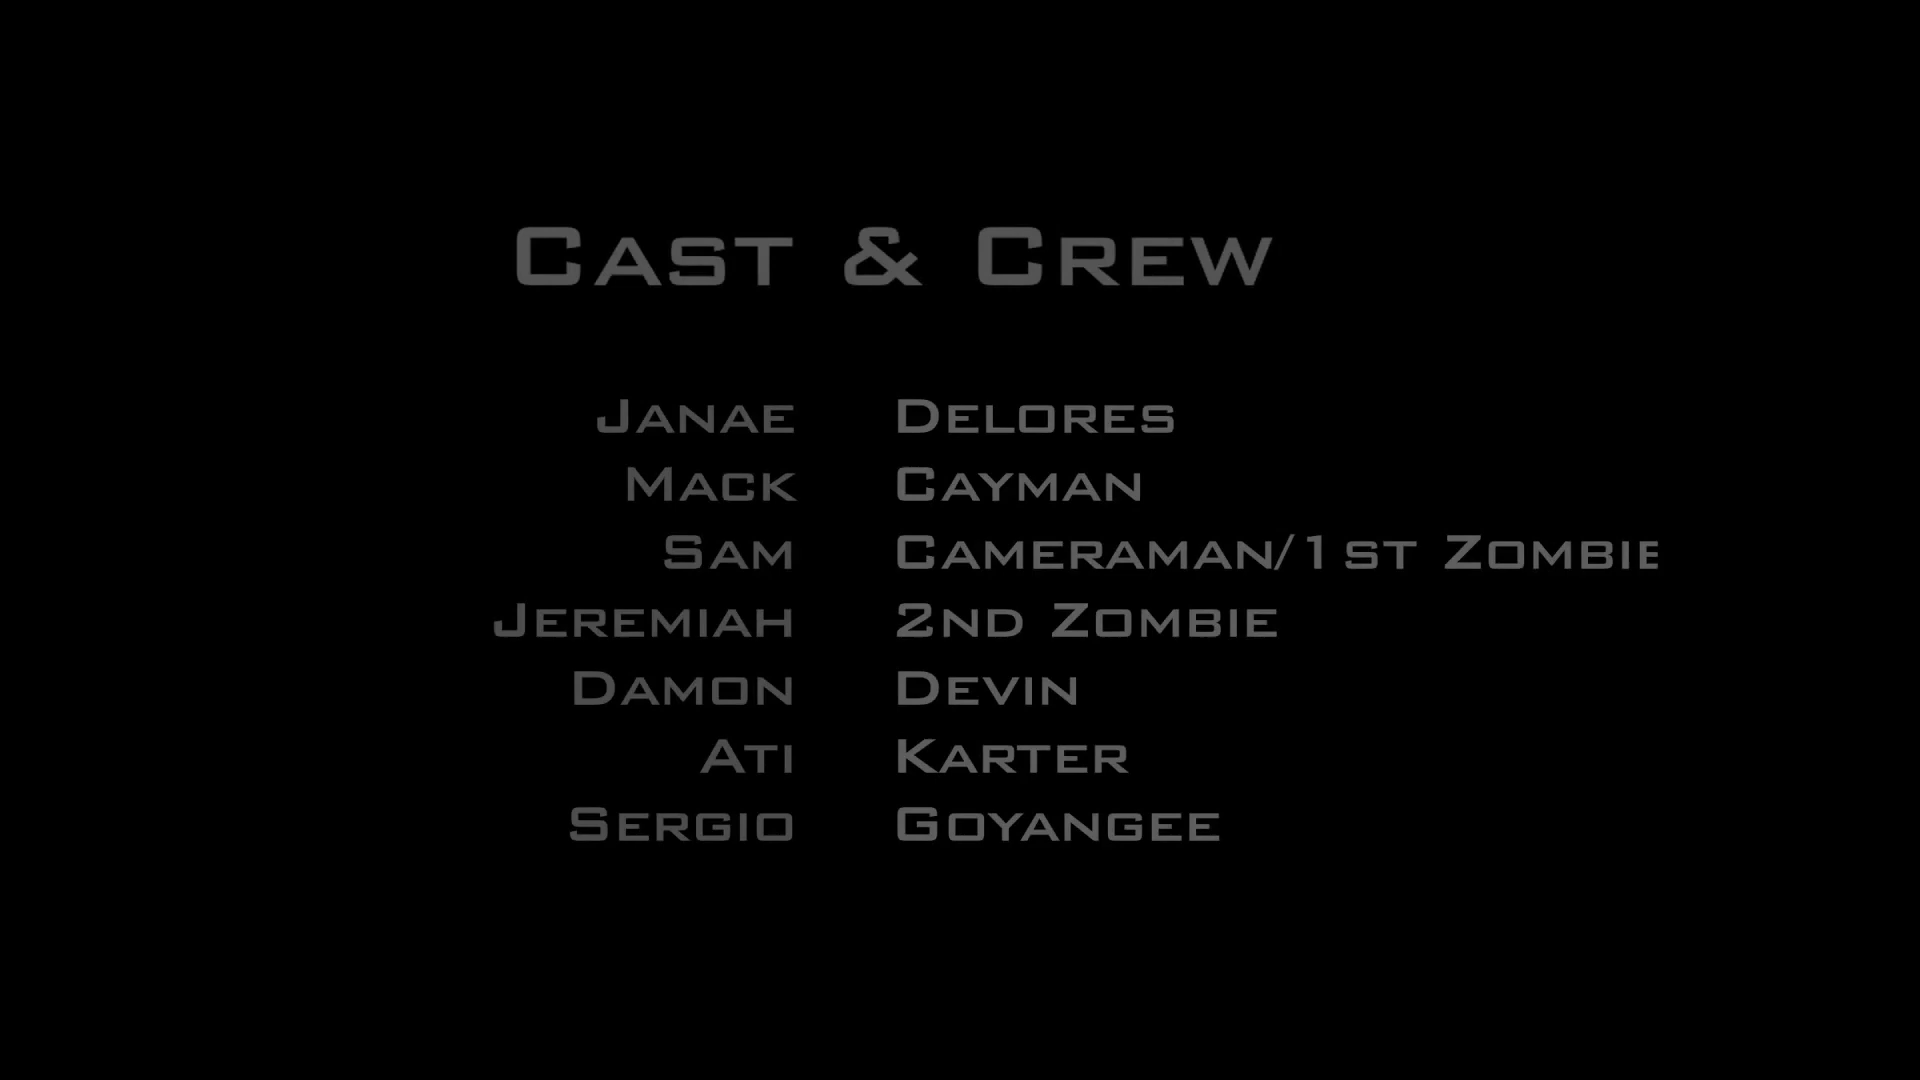 Cast & Crew
Janae Delores
Mack Cayman
Sam Cameraman/1st Zombie
Jeremiah 2nd Zombie
Damon Devin
Ati Karter
Sergio Goyangee